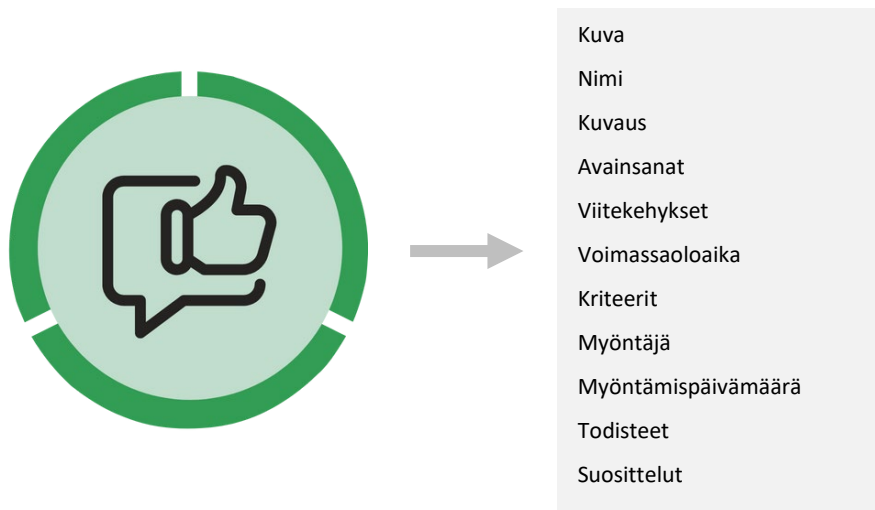 Kuva
Nimi
Kuvaus
Avainsanat
Viitekehykset
Voimassaoloaika
Kriteerit
Myöntäjä
Myöntämispäivämäärä
Todisteet
Suosittelut